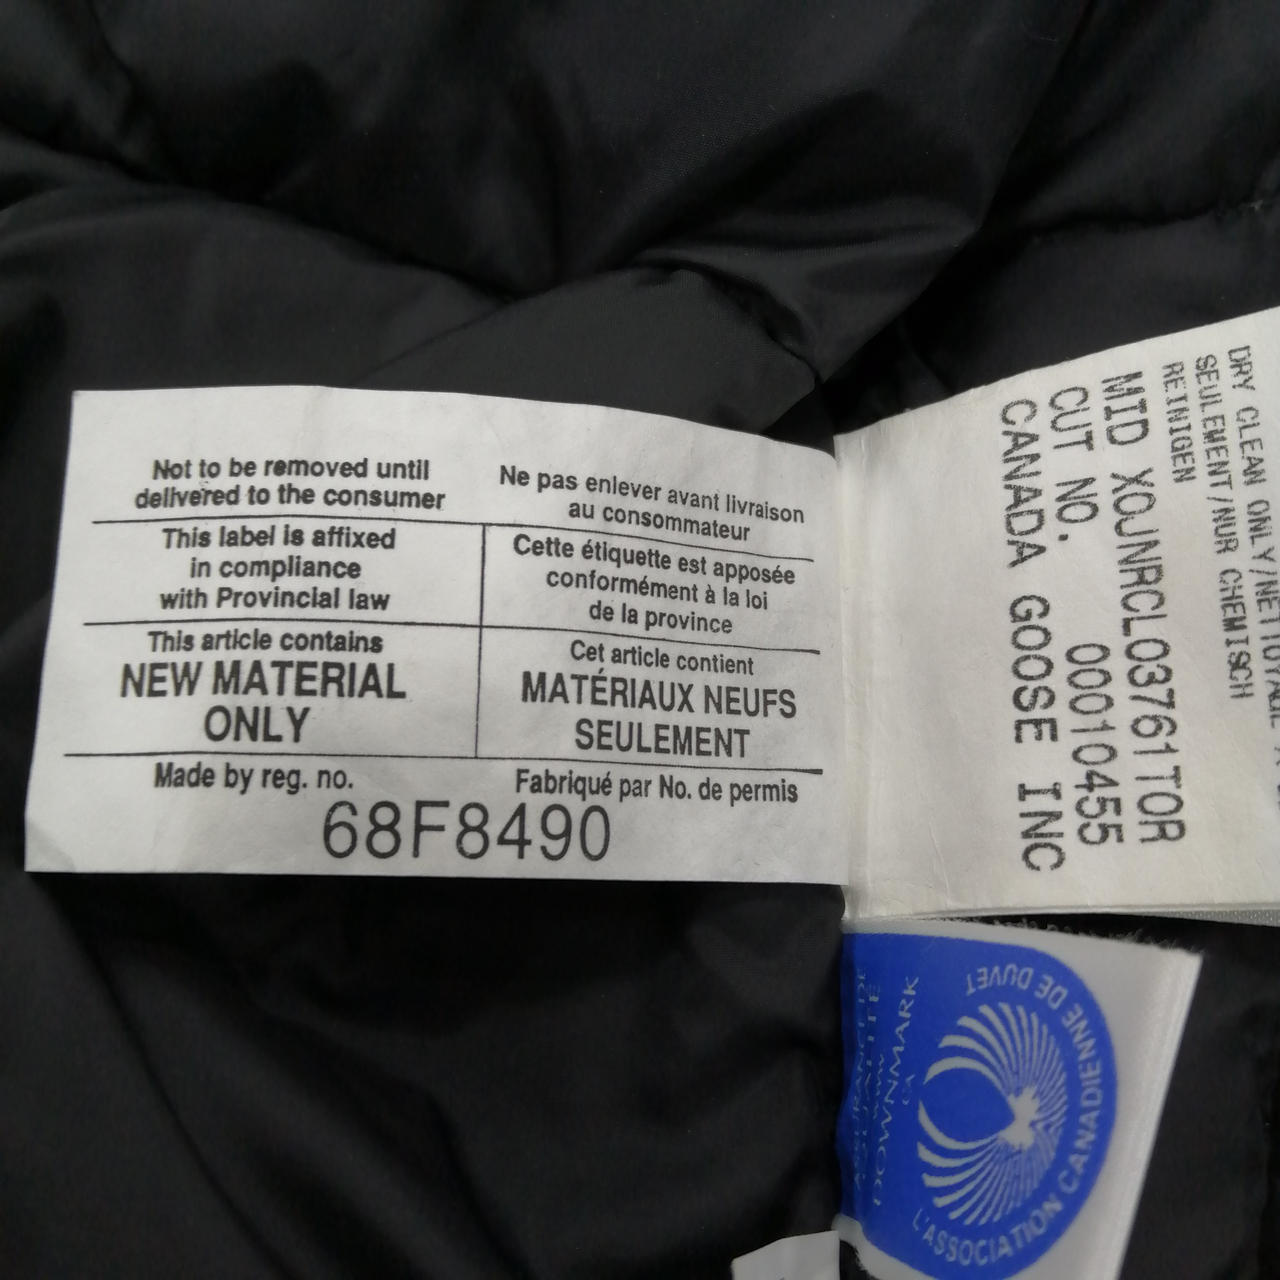 Not to be removed until
delivered to the consumer
Ne pas enlever avant livraison
au consommateur
This label is affixed
in compliance
with Provincial law
Cette étiquette est apposée
conformément à la loi
de la province
This article contains
NEW MATERIAL
ONLY
Cet article contient
MATÉRIAUX NEUFS
SEULEMENT
Made by reg. no.
Fabriqué par No. de permis
68F8490
DRY CLEAN ONLY/NETTOYAGE A
SEULEMENT/NUR CHEMISCH
REINIGEN
MID XOJNRCL03761TOR
CUT NO. 00010455
CANADA GOOSE INC
L'ASSOCIATION CANADIENNE DE DUVET
DOWNMARK
CA